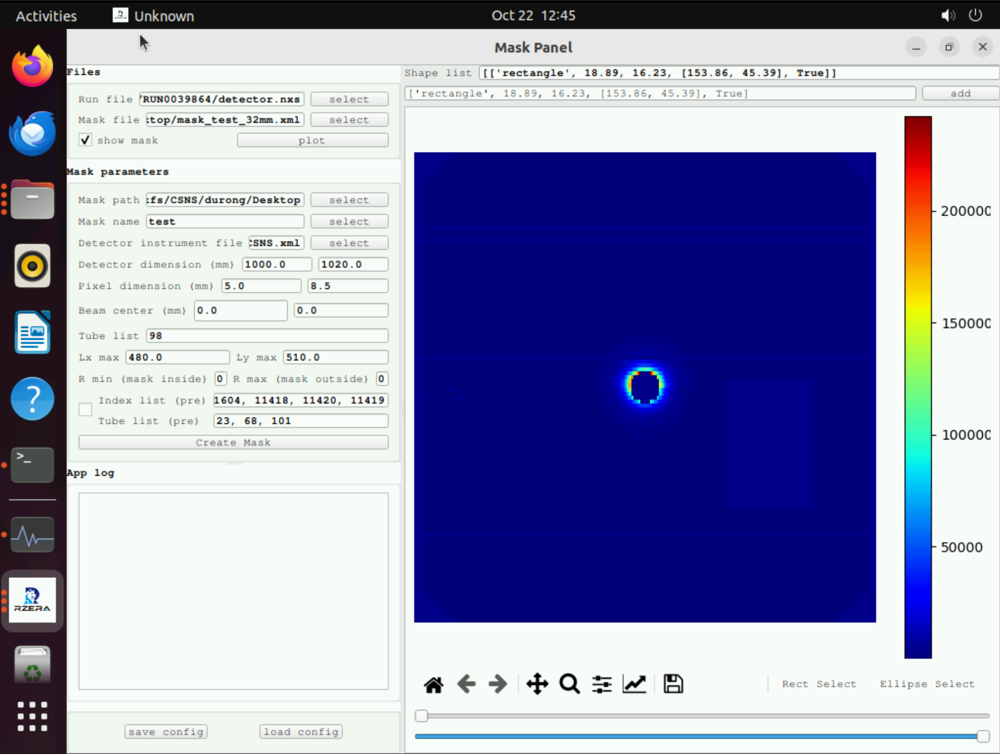 Activities Unknown Oct 22 12:45
Mask Panel
Files
Run file /RUN0039864/detector.nxs select
Mask file top/mask_test_32mm.xml select
show mask plot
Mask parameters
Mask path fs/CSNS/durong/Desktop select
Mask name test select
Detector instrument file SNS.xml select
Detector dimension (mm) 1000.0 1020.0
Pixel dimension (mm) 5.0 8.5
Beam center (mm) 0.0 0.0
Tube list 98
Lx max 480.0 Ly max 510.0
R min (mask inside) 0 R max (mask outside) 0
Index list (pre) 1604, 11418, 11420, 11419
Tube list (pre) 23, 68, 101
Create Mask
App log
save config load config
Shape list [['rectangle', 18.89, 16.23, [153.86, 45.39], True]]
['rectangle', 18.89, 16.23, [153.86, 45.39], True] add
200000
150000
100000
50000
Rect Select Ellipse Select
RZERA